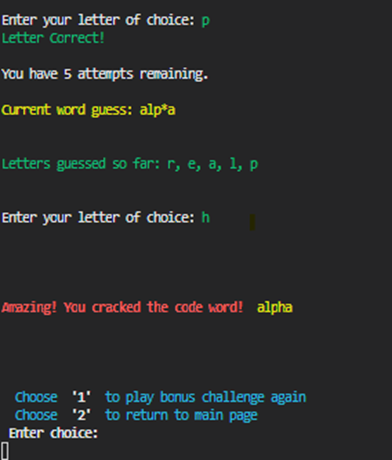 Enter your letter of choice: p
Letter Correct!
You have 5 attempts remaining.
Current word guess: alp*a
Letters guessed so far: r, e, a, l, p
Enter your letter of choice: h
Amazing! You cracked the code word! alpha
Choose '1' to play bonus challenge again
Choose '2' to return to main page
Enter choice: